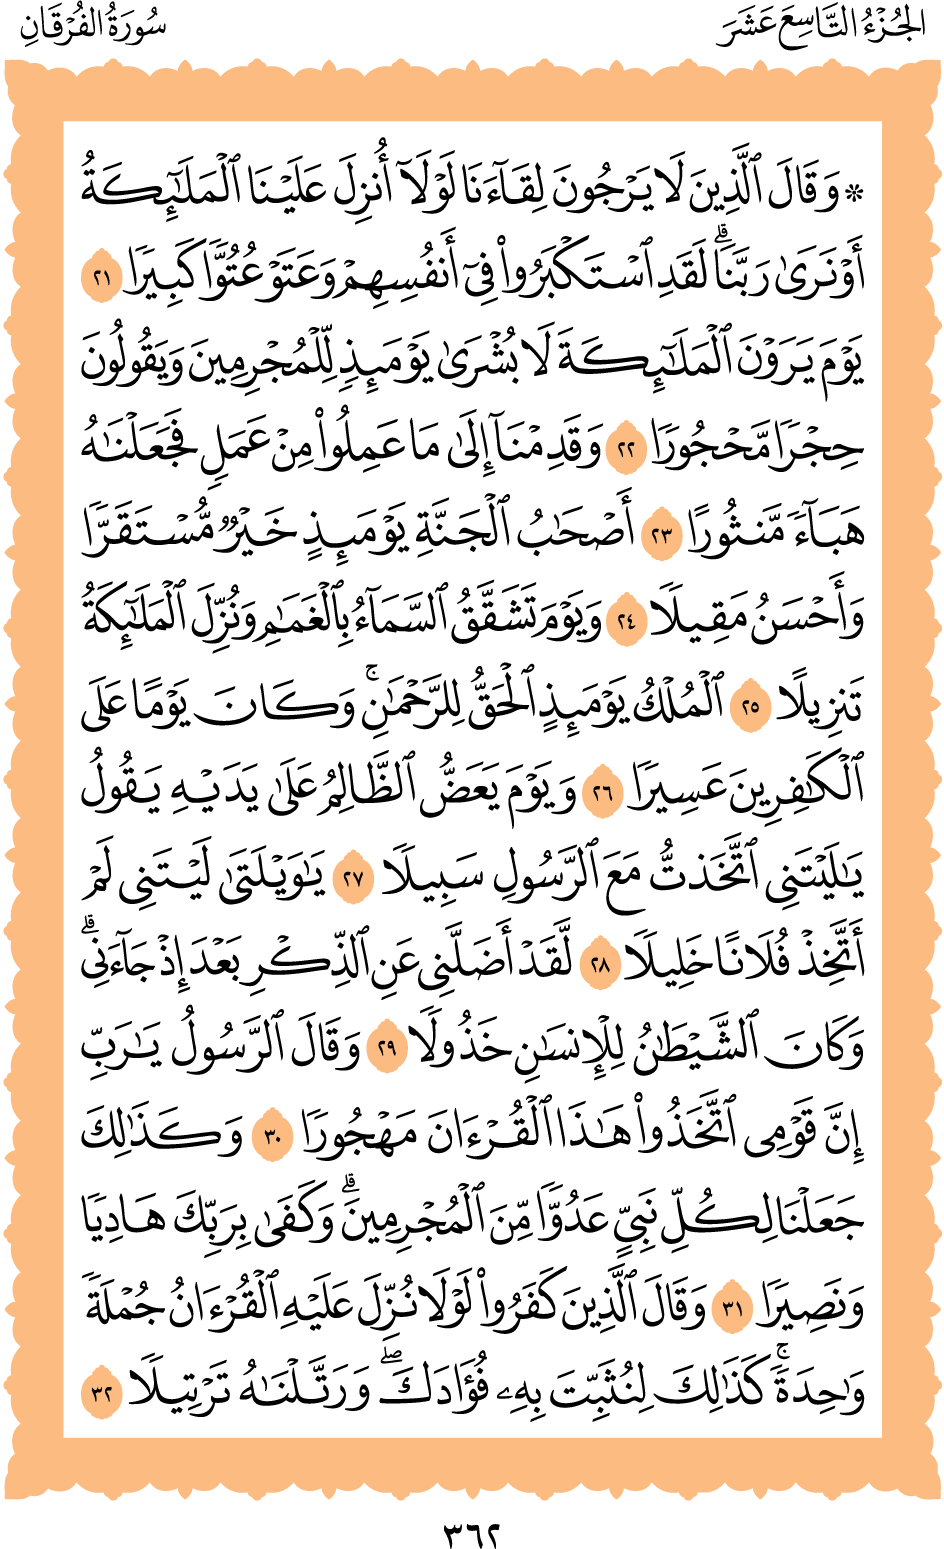 الجُزْءُ التَّاسِعَ عَشَرَ
سُورَةُ الفُرْقَانِ
۞ وَقَالَ ٱلَّذِينَ لَا يَرْجُونَ لِقَآءَنَا لَوْلَآ أُنزِلَ عَلَيْنَا ٱلْمَلَـٰٓئِكَةُ
أَوْ نَرَىٰ رَبَّنَا ۗ لَقَدِ ٱسْتَكْبَرُوا۟ فِىٓ أَنفُسِهِمْ وَعَتَوْ عُتُوًّا كَبِيرًا ٢١
يَوْمَ يَرَوْنَ ٱلْمَلَـٰٓئِكَةَ لَا بُشْرَىٰ يَوْمَئِذٍ لِّلْمُجْرِمِينَ وَيَقُولُونَ
حِجْرًا مَّحْجُورًا ٢٢ وَقَدِمْنَآ إِلَىٰ مَا عَمِلُوا۟ مِنْ عَمَلٍ فَجَعَلْنَـٰهُ
هَبَآءً مَّنثُورًا ٢٣ أَصْحَـٰبُ ٱلْجَنَّةِ يَوْمَئِذٍ خَيْرٌ مُّسْتَقَرًّا
وَأَحْسَنُ مَقِيلًا ٢٤ وَيَوْمَ تَشَقَّقُ ٱلسَّمَآءُ بِٱلْغَمَـٰمِ وَنُزِّلَ ٱلْمَلَـٰٓئِكَةُ
تَنزِيلًا ٢٥ ٱلْمُلْكُ يَوْمَئِذٍ ٱلْحَقُّ لِلرَّحْمَـٰنِ ۚ وَكَانَ يَوْمًا عَلَى
ٱلْكَـٰفِرِينَ عَسِيرًا ٢٦ وَيَوْمَ يَعَضُّ ٱلظَّالِمُ عَلَىٰ يَدَيْهِ يَقُولُ
يَـٰلَيْتَنِى ٱتَّخَذْتُ مَعَ ٱلرَّسُولِ سَبِيلًا ٢٧ يَـٰوَيْلَتَىٰ لَيْتَنِى لَمْ
أَتَّخِذْ فُلَانًا خَلِيلًا ٢٨ لَّقَدْ أَضَلَّنِى عَنِ ٱلذِّكْرِ بَعْدَ إِذْ جَآءَنِى ۗ
وَكَانَ ٱلشَّيْطَـٰنُ لِلْإِنسَـٰنِ خَذُولًا ٢٩ وَقَالَ ٱلرَّسُولُ يَـٰرَبِّ
إِنَّ قَوْمِى ٱتَّخَذُوا۟ هَـٰذَا ٱلْقُرْءَانَ مَهْجُورًا ٣٠ وَكَذَٰلِكَ
جَعَلْنَا لِكُلِّ نَبِىٍّ عَدُوًّا مِّنَ ٱلْمُجْرِمِينَ ۗ وَكَفَىٰ بِرَبِّكَ هَادِيًا
وَنَصِيرًا ٣١ وَقَالَ ٱلَّذِينَ كَفَرُوا۟ لَوْلَا نُزِّلَ عَلَيْهِ ٱلْقُرْءَانُ جُمْلَةً
وَٰحِدَةً ۚ كَذَٰلِكَ لِنُثَبِّتَ بِهِۦ فُؤَادَكَ ۖ وَرَتَّلْنَـٰهُ تَرْتِيلًا ٣٢
٣٦٢